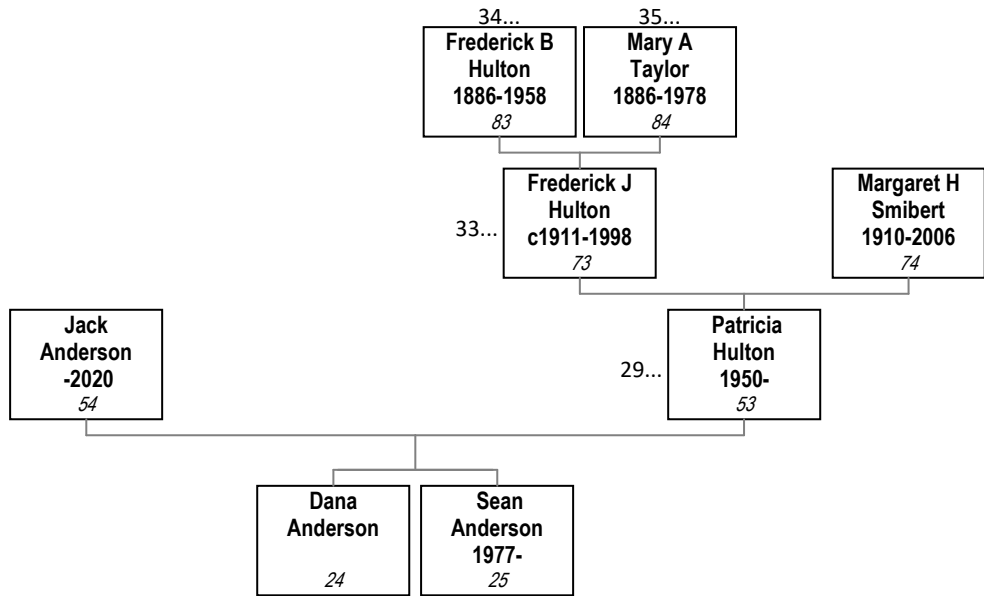 34...
35...
Frederick B
Hulton
1886-1958
83
Mary A
Taylor
1886-1978
84
33...
Frederick J
Hulton
c1911-1998
73
Margaret H
Smibert
1910-2006
74
Jack
Anderson
-2020
54
29...
Patricia
Hulton
1950-
53
Dana
Anderson
24
Sean
Anderson
1977-
25